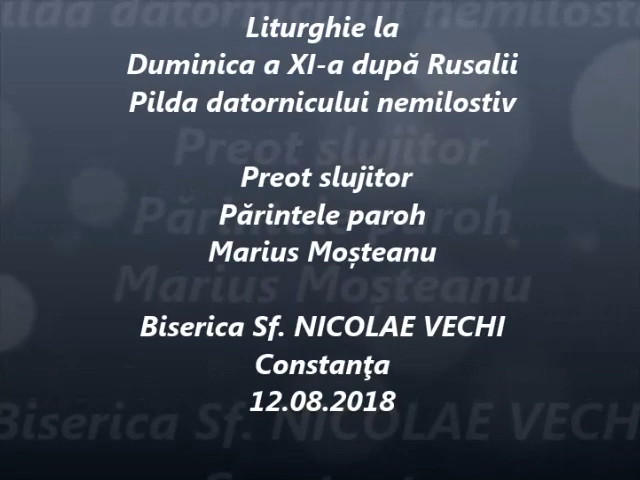 Liturghie la
Duminica a XI-a după Rusalii
Pilda datornicului nemilostiv
Preot slujitor
Părintele paroh
Marius Moșteanu
Biserica Sf. NICOLAE VECHI
Constanţa
12.08.2018